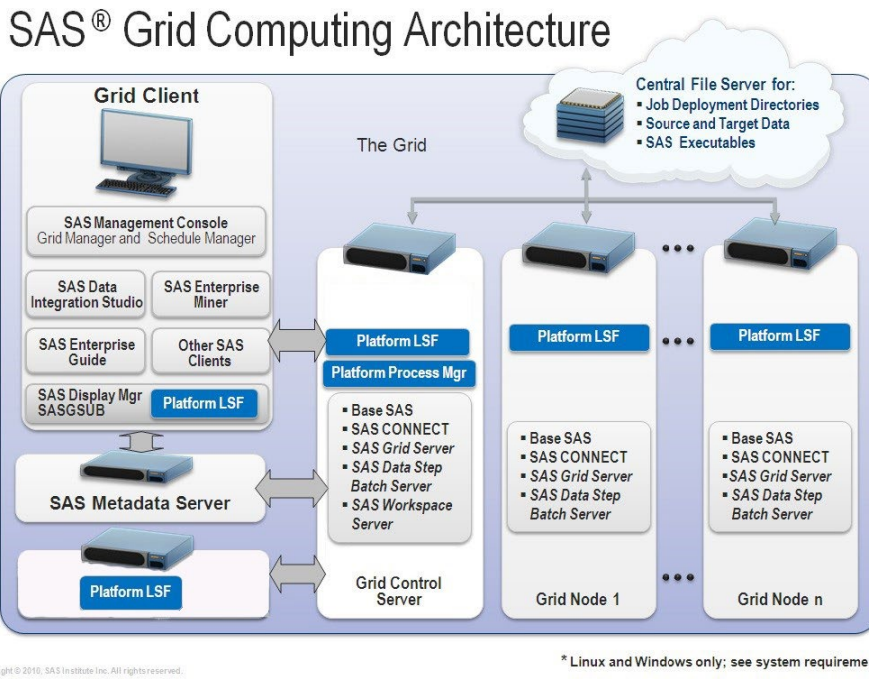 SAS® Grid Computing Architecture
Grid Client
SAS Management Console
Grid Manager and Schedule Manager
SAS Data
Integration Studio
SAS Enterprise
Miner
SAS Enterprise
Guide
Other SAS
Clients
SAS Display Mgr
SASGSUB
Platform LSF
SAS Metadata Server
Platform LSF
The Grid
Central File Server for:
▪ Job Deployment Directories
▪ Source and Target Data
▪ SAS Executables
Platform LSF
Platform Process Mgr
▪ Base SAS
▪ SAS CONNECT
▪ SAS Grid Server
▪ SAS Data Step
Batch Server
▪ SAS Workspace
Server
Grid Control
Server
Platform LSF
▪ Base SAS
▪ SAS CONNECT
▪ SAS Grid Server
▪ SAS Data Step
Batch Server
Grid Node 1
Platform LSF
▪ Base SAS
▪ SAS CONNECT
▪SAS Grid Server
▪ SAS Data Step
Batch Server
Grid Node n
* Linux and Windows only; see system requireme
ght © 2010, SAS Institute Inc. All rights reserved.